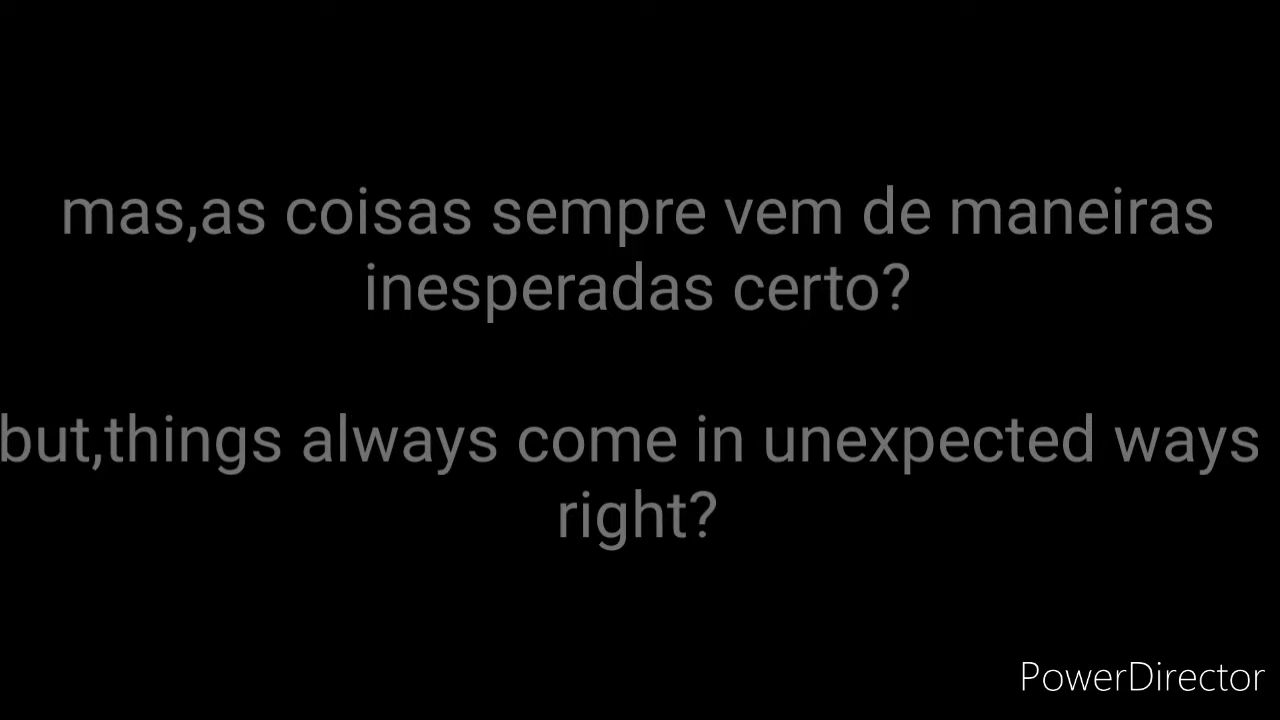 mas,as coisas sempre vem de maneiras
inesperadas certo?
but,things always come in unexpected ways
right?
PowerDirector